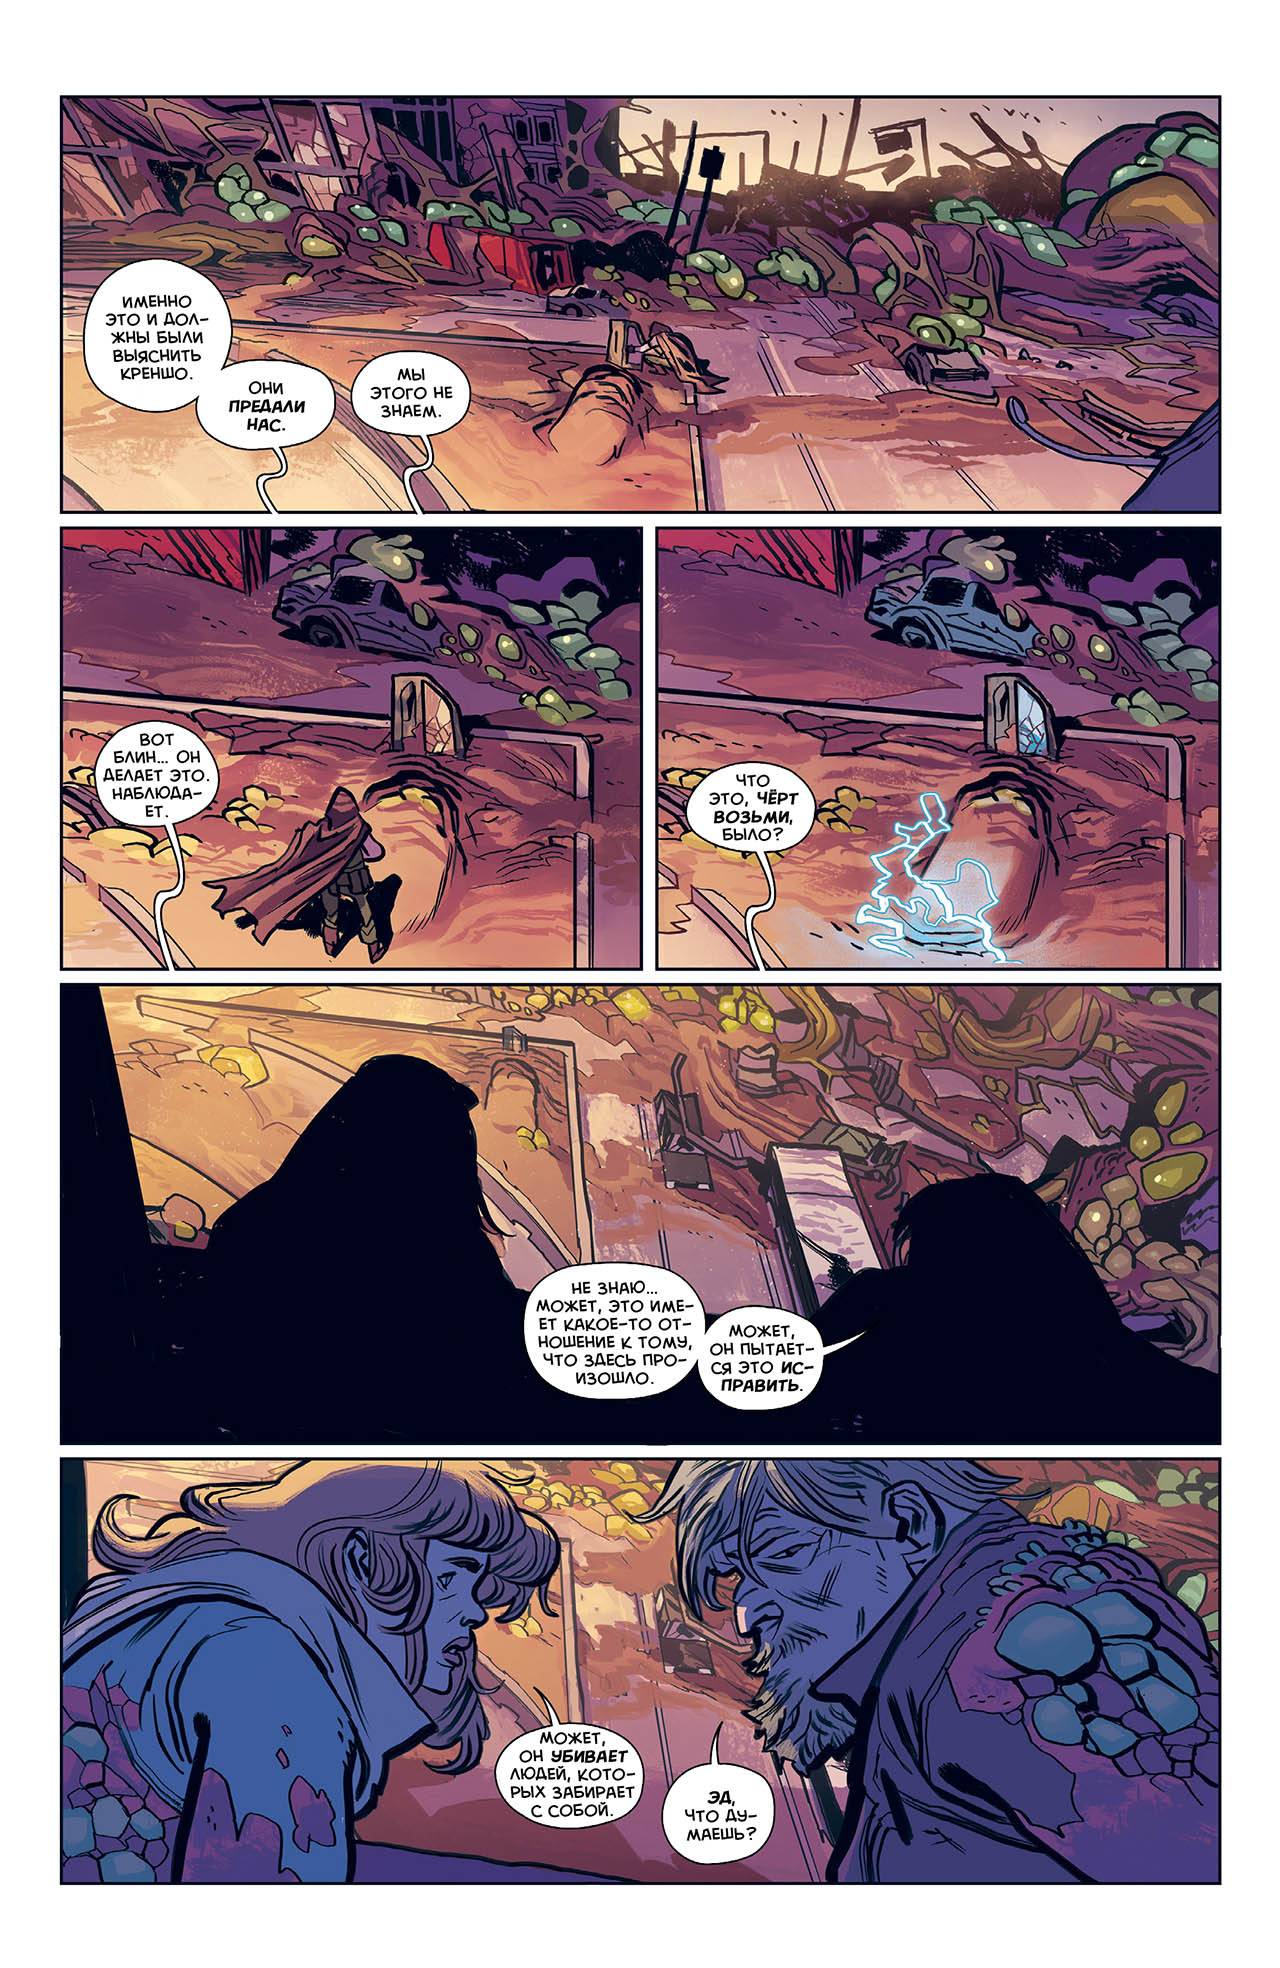 ИМЕННО
ЭТО И ДОЛ-
ЖНЫ БЫЛИ
ВЫЯСНИТЬ
КРЕНШО.
ОНИ
ПРЕДАЛИ
НАС.
МЫ
ЭТОГО НЕ
ЗНАЕМ.
ВОТ
БЛИН... ОН
ДЕЛАЕТ ЭТО.
НАБЛЮДА-
ЕТ.
ЧТО
ЭТО, ЧЁРТ
ВОЗЬМИ,
БЫЛО?
НЕ ЗНАЮ...
МОЖЕТ, ЭТО ИМЕ-
ЕТ КАКОЕ-ТО ОТ-
НОШЕНИЕ К ТОМУ,
ЧТО ЗДЕСЬ ПРО-
ИЗОШЛО.
МОЖЕТ,
ОН ПЫТАЕТ-
СЯ ЭТО ИС-
ПРАВИТЬ.
МОЖЕТ,
ОН УБИВАЕТ
ЛЮДЕЙ, КОТО-
РЫХ ЗАБИРАЕТ
С СОБОЙ.
ЭД,
ЧТО ДУ-
МАЕШЬ?